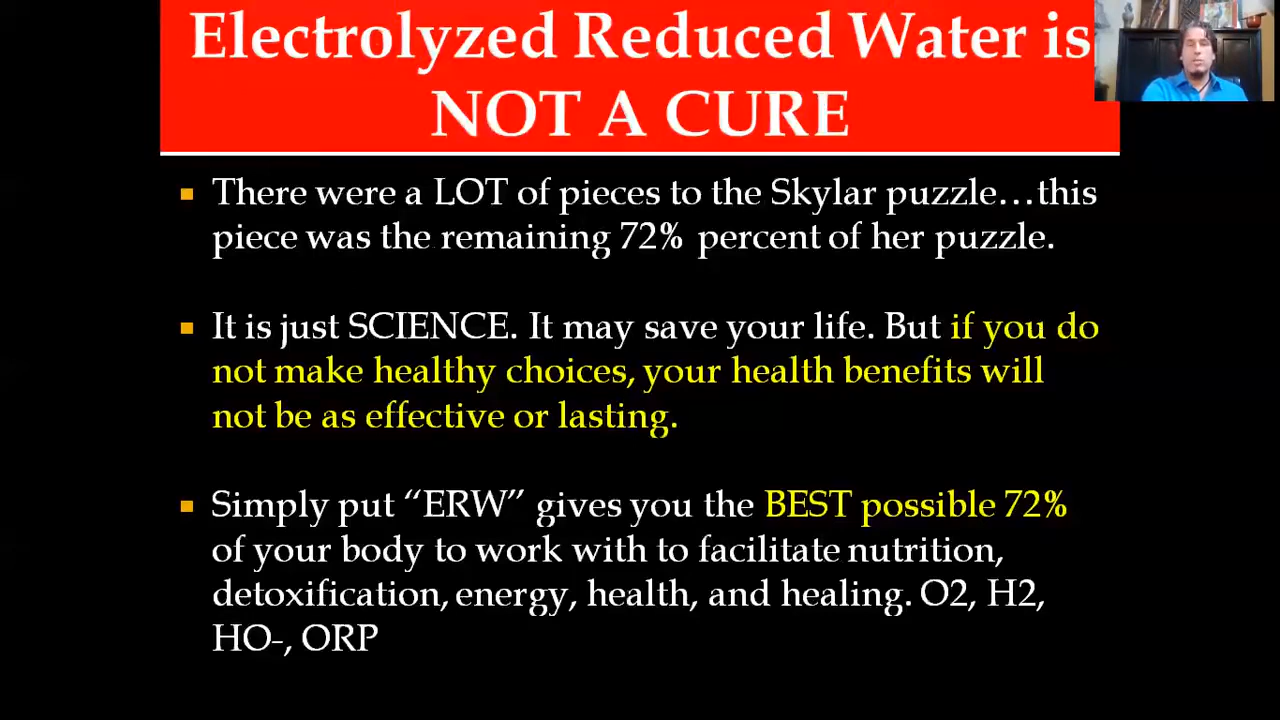 Electrolyzed Reduced Water is
NOT A CURE
There were a LOT of pieces to the Skylar puzzle…this
piece was the remaining 72% percent of her puzzle.
It is just SCIENCE. It may save your life. But if you do
not make healthy choices, your health benefits will
not be as effective or lasting.
Simply put “ERW” gives you the BEST possible 72%
of your body to work with to facilitate nutrition,
detoxification, energy, health, and healing. O2, H2,
HO-, ORP